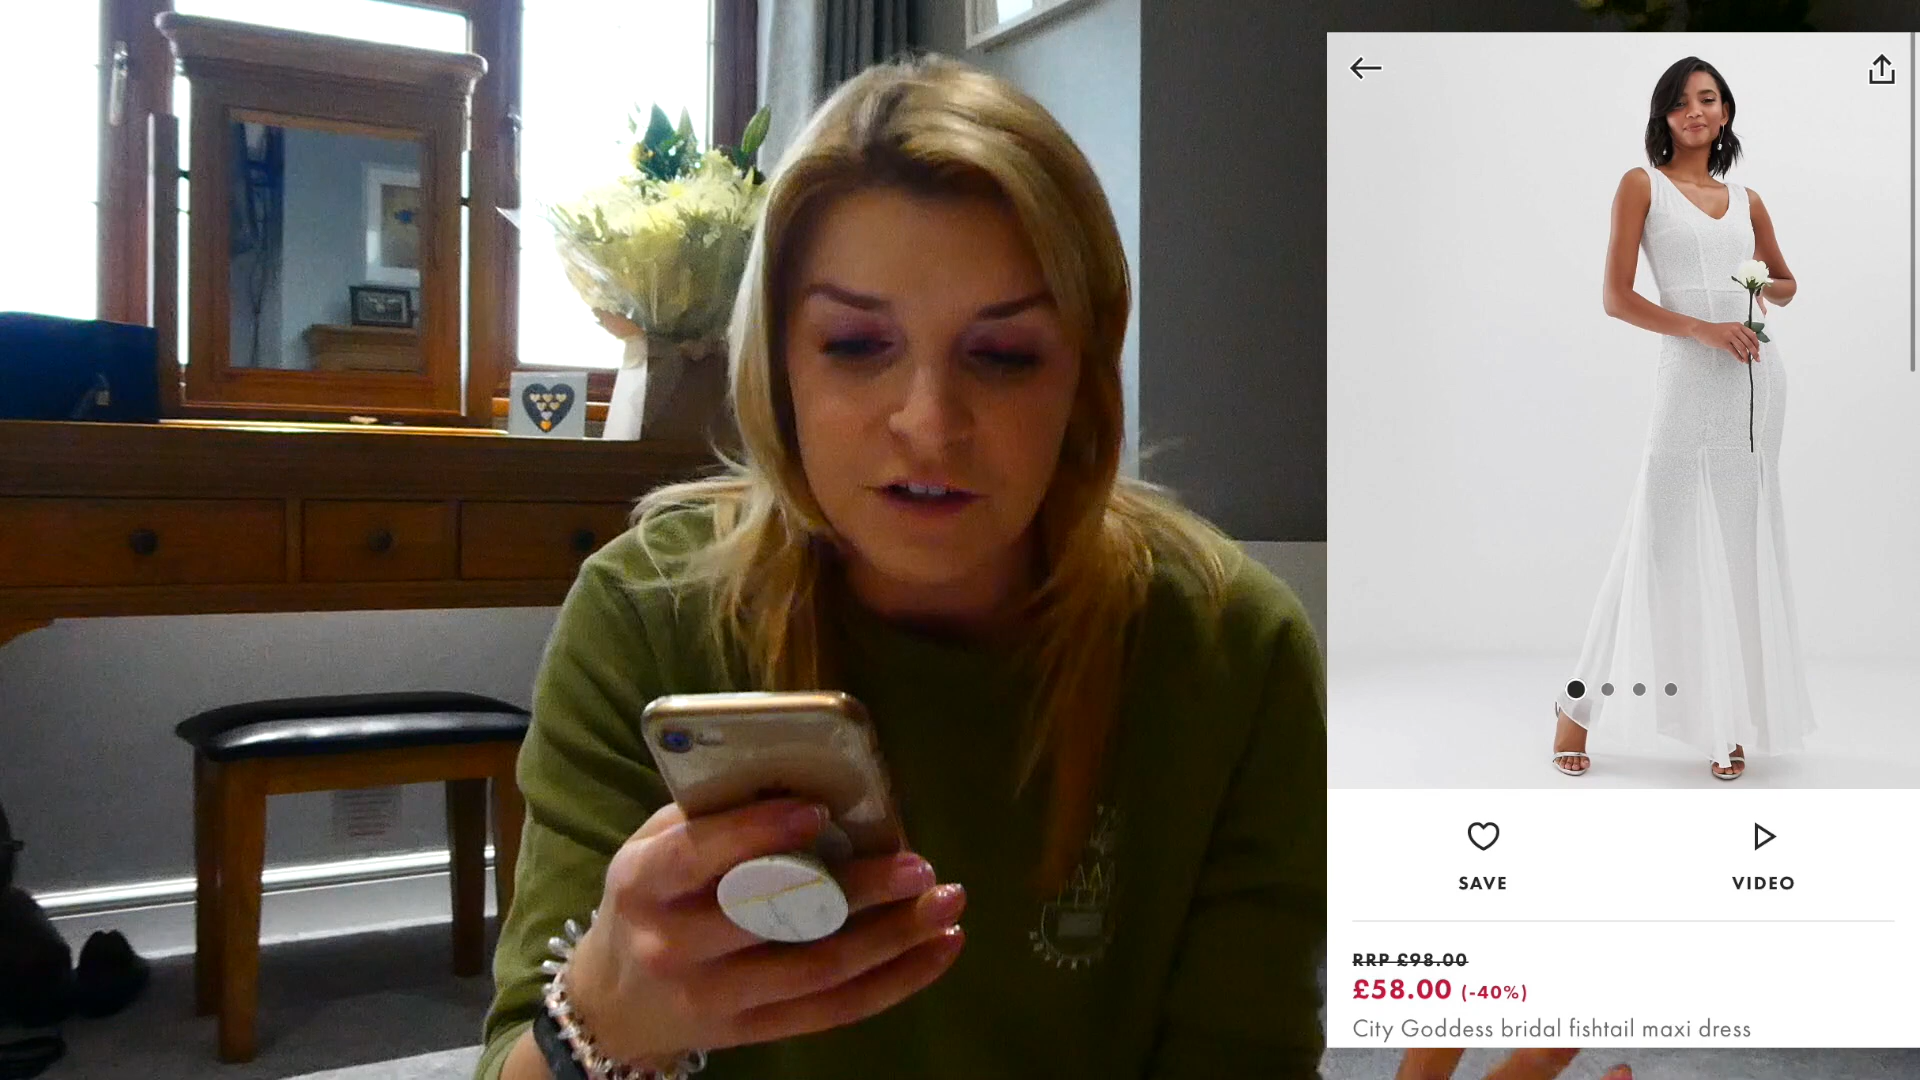 SAVE
VIDEO
RRP £98.00
£58.00 (-40%)
City Goddess bridal fishtail maxi dress